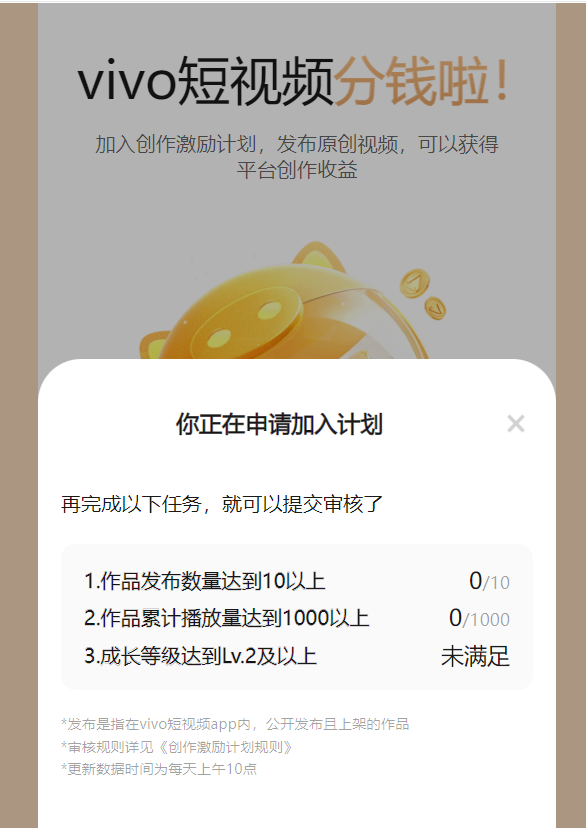 vivo短视频分钱啦！
加入创作激励计划，发布原创视频，可以获得
平台创作收益
你正在申请加入计划
再完成以下任务，就可以提交审核了
1.作品发布数量达到10以上 0/10
2.作品累计播放量达到1000以上 0/1000
3.成长等级达到Lv.2及以上 未满足
*发布是指在vivo短视频app内，公开发布且上架的作品
*审核规则详见《创作激励计划规则》
*更新数据时间为每天上午10点